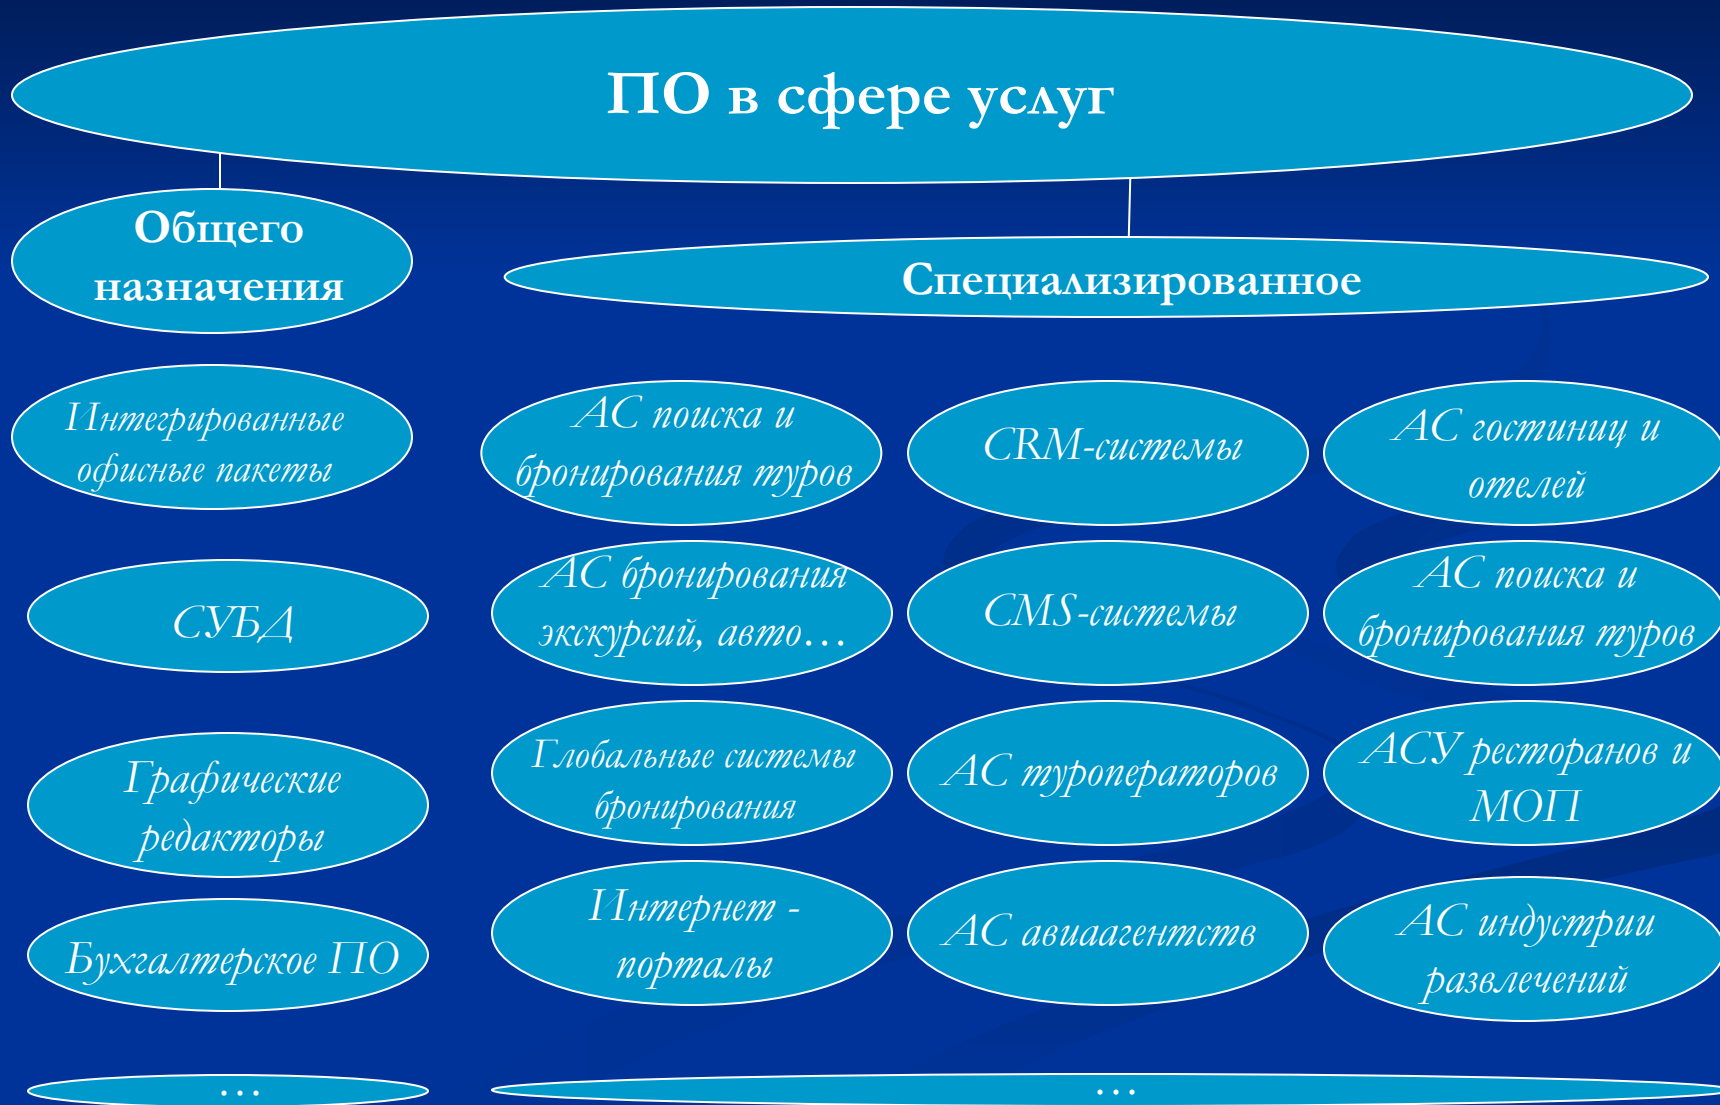 ПО в сфере услуг
Общего
назначения
Специализированное
Интегрированные
офисные пакеты
АС поиска и
бронирования туров
CRM-системы
АС гостиниц и
отелей
СУБД
АС бронирования
экскурсий, авто…
CMS-системы
АС поиска и
бронирования туров
Графические
редакторы
Глобальные системы
бронирования
АС туроператоров
АСУ ресторанов и
МОП
Бухгалтерское ПО
Интернет -
порталы
АС авиаагентств
АС индустрии
развлечений
…
…